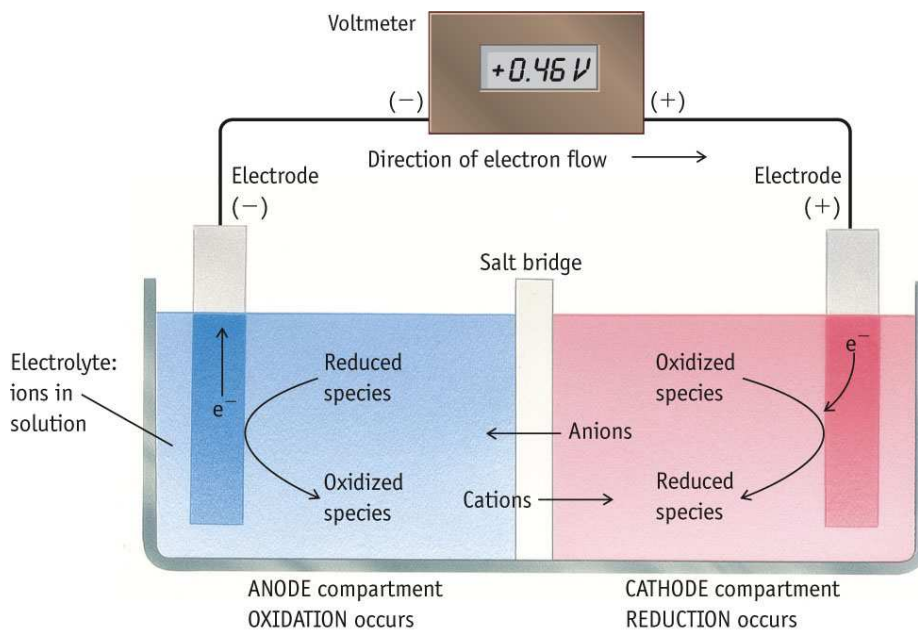 Voltmeter
+0.46 V
(−)
(+)
Direction of electron flow
Electrode
(−)
Electrode
(+)
Salt bridge
Electrolyte:
ions in
solution
e−
Reduced
species
Oxidized
species
Anions
Cations
Oxidized
species
Reduced
species
e−
ANODE compartment
OXIDATION occurs
CATHODE compartment
REDUCTION occurs